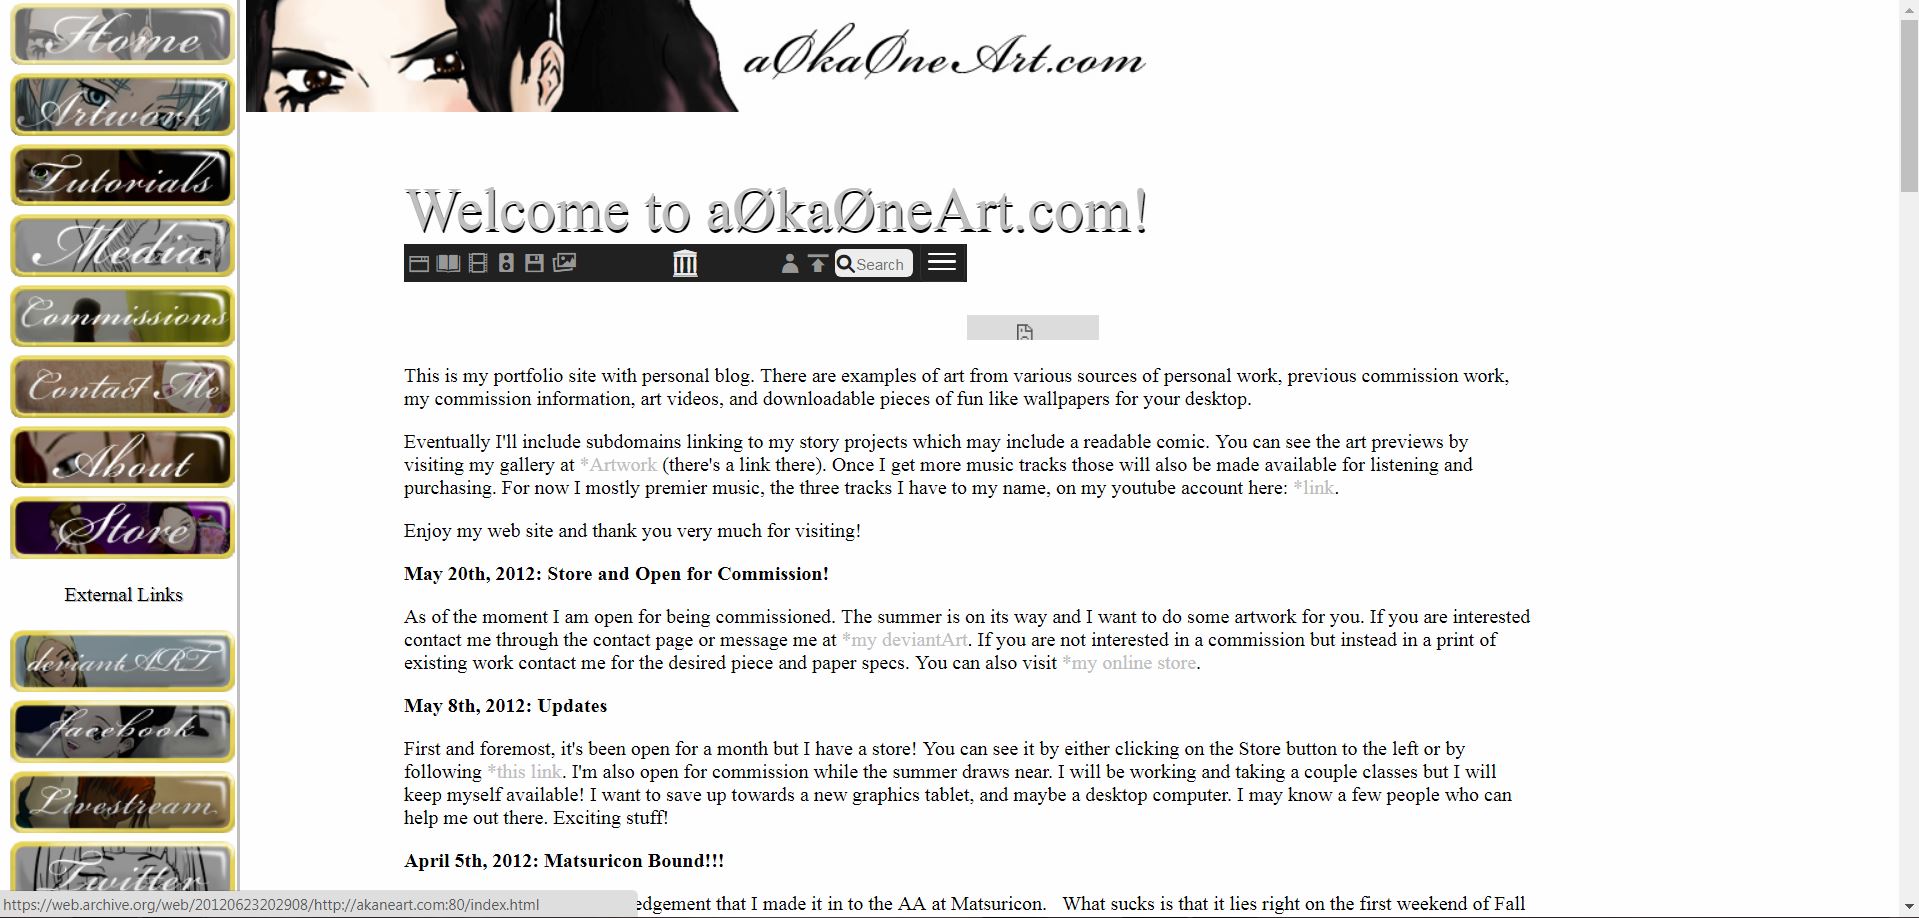 Home
Artwork
Tutorials
Media
Commissions
Contact Me
About
Store
External Links
deviantART
facebook
Livestream
Twitter
aØkaØneArt.com
Welcome to aØkaØneArt.com!
Search
This is my portfolio site with personal blog. There are examples of art from various sources of personal work, previous commission work,
my commission information, art videos, and downloadable pieces of fun like wallpapers for your desktop.
Eventually I'll include subdomains linking to my story projects which may include a readable comic. You can see the art previews by
visiting my gallery at *Artwork (there's a link there). Once I get more music tracks those will also be made available for listening and
purchasing. For now I mostly premier music, the three tracks I have to my name, on my youtube account here: *link.
Enjoy my web site and thank you very much for visiting!
May 20th, 2012: Store and Open for Commission!
As of the moment I am open for being commissioned. The summer is on its way and I want to do some artwork for you. If you are interested
contact me through the contact page or message me at *my deviantArt. If you are not interested in a commission but instead in a print of
existing work contact me for the desired piece and paper specs. You can also visit *my online store.
May 8th, 2012: Updates
First and foremost, it's been open for a month but I have a store! You can see it by either clicking on the Store button to the left or by
following *this link. I'm also open for commission while the summer draws near. I will be working and taking a couple classes but I will
keep myself available! I want to save up towards a new graphics tablet, and maybe a desktop computer. I may know a few people who can
help me out there. Exciting stuff!
April 5th, 2012: Matsuricon Bound!!!
edgement that I made it in to the AA at Matsuricon. What sucks is that it lies right on the first weekend of Fall
https://web.archive.org/web/20120623202908/http://akaneart.com:80/index.html